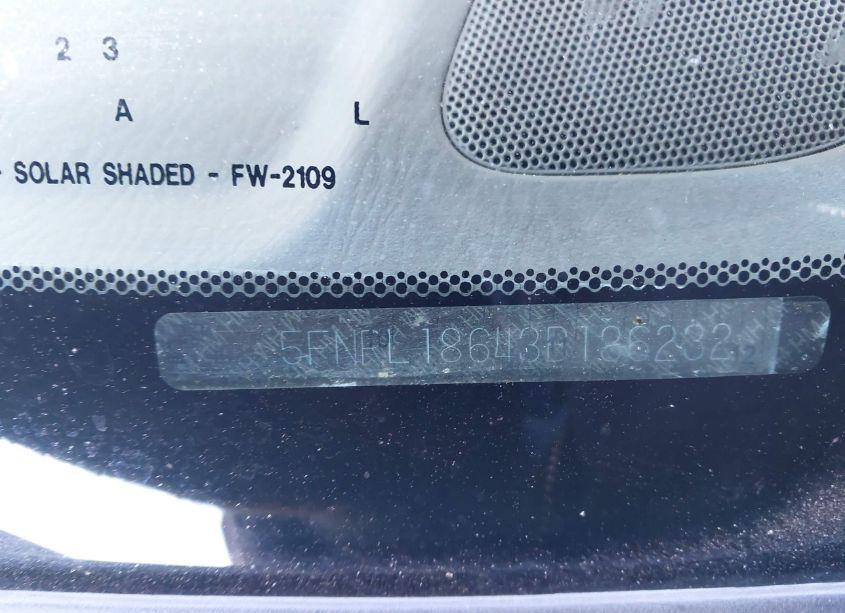 2 3
A L
SOLAR SHADED - FW-2109
5FNRL18643B136232